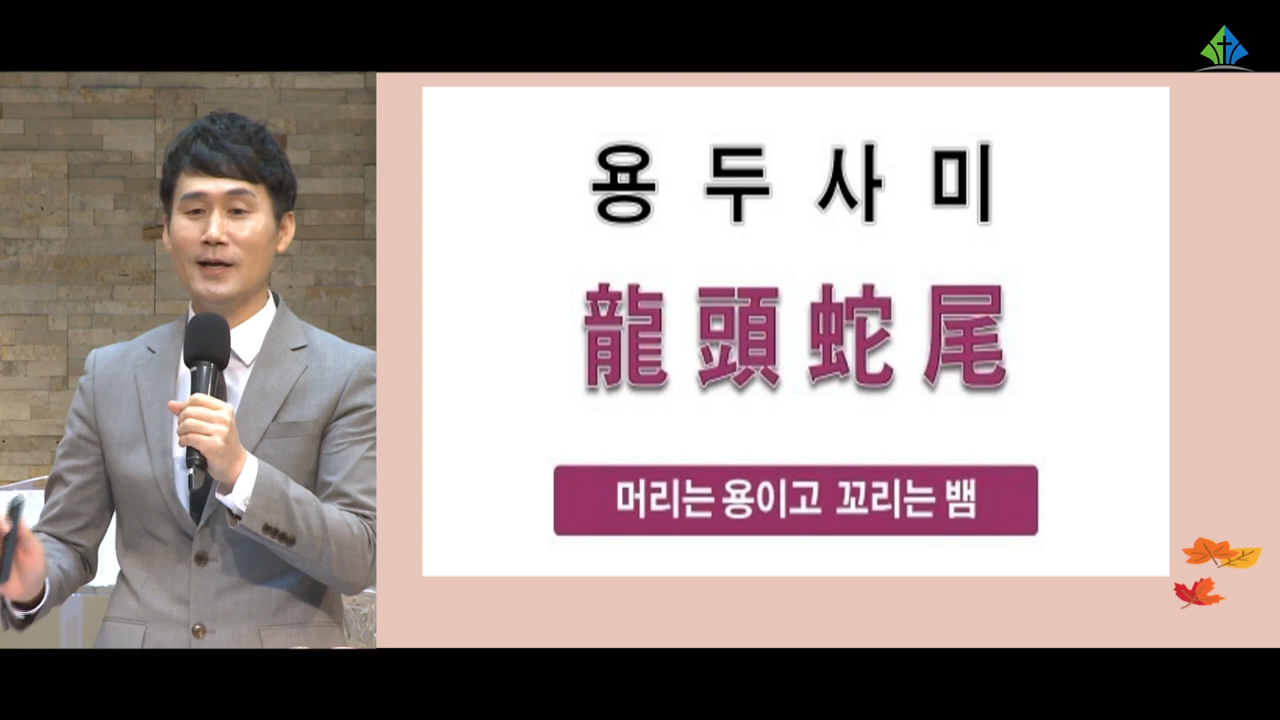 용 두 사 미
龍 頭 蛇 尾
머리는 용이고 꼬리는 뱀